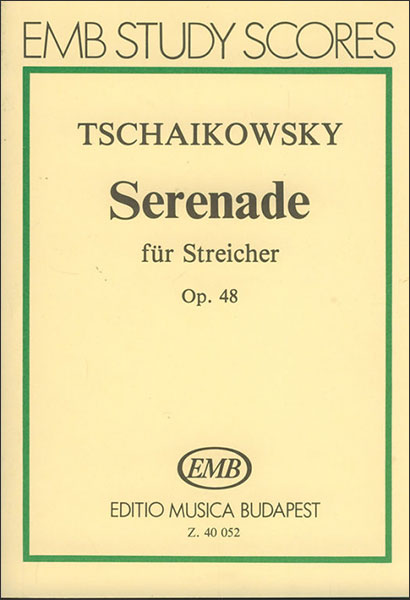 EMB STUDY SCORES
TSCHAIKOWSKY
Serenade
für Streicher
Op. 48
EMB
EDITIO MUSICA BUDAPEST
Z. 40 052